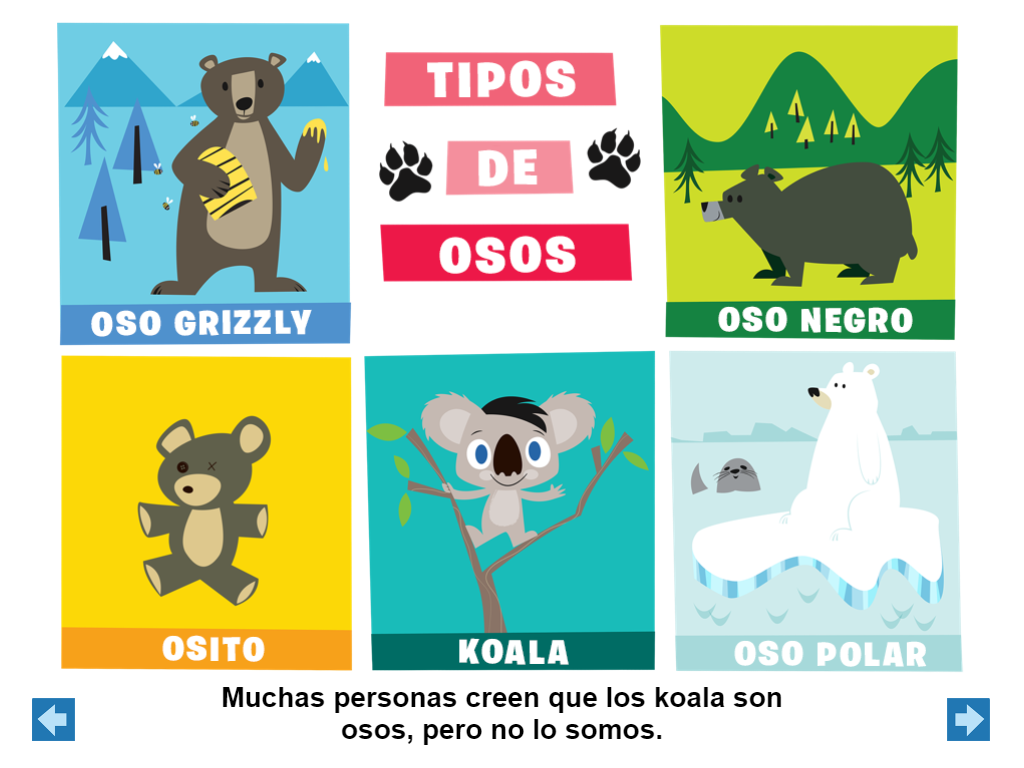 TIPOS
DE
OSOS
OSO GRIZZLY
OSO NEGRO
OSITO
KOALA
OSO POLAR
Muchas personas creen que los koala son
osos, pero no lo somos.